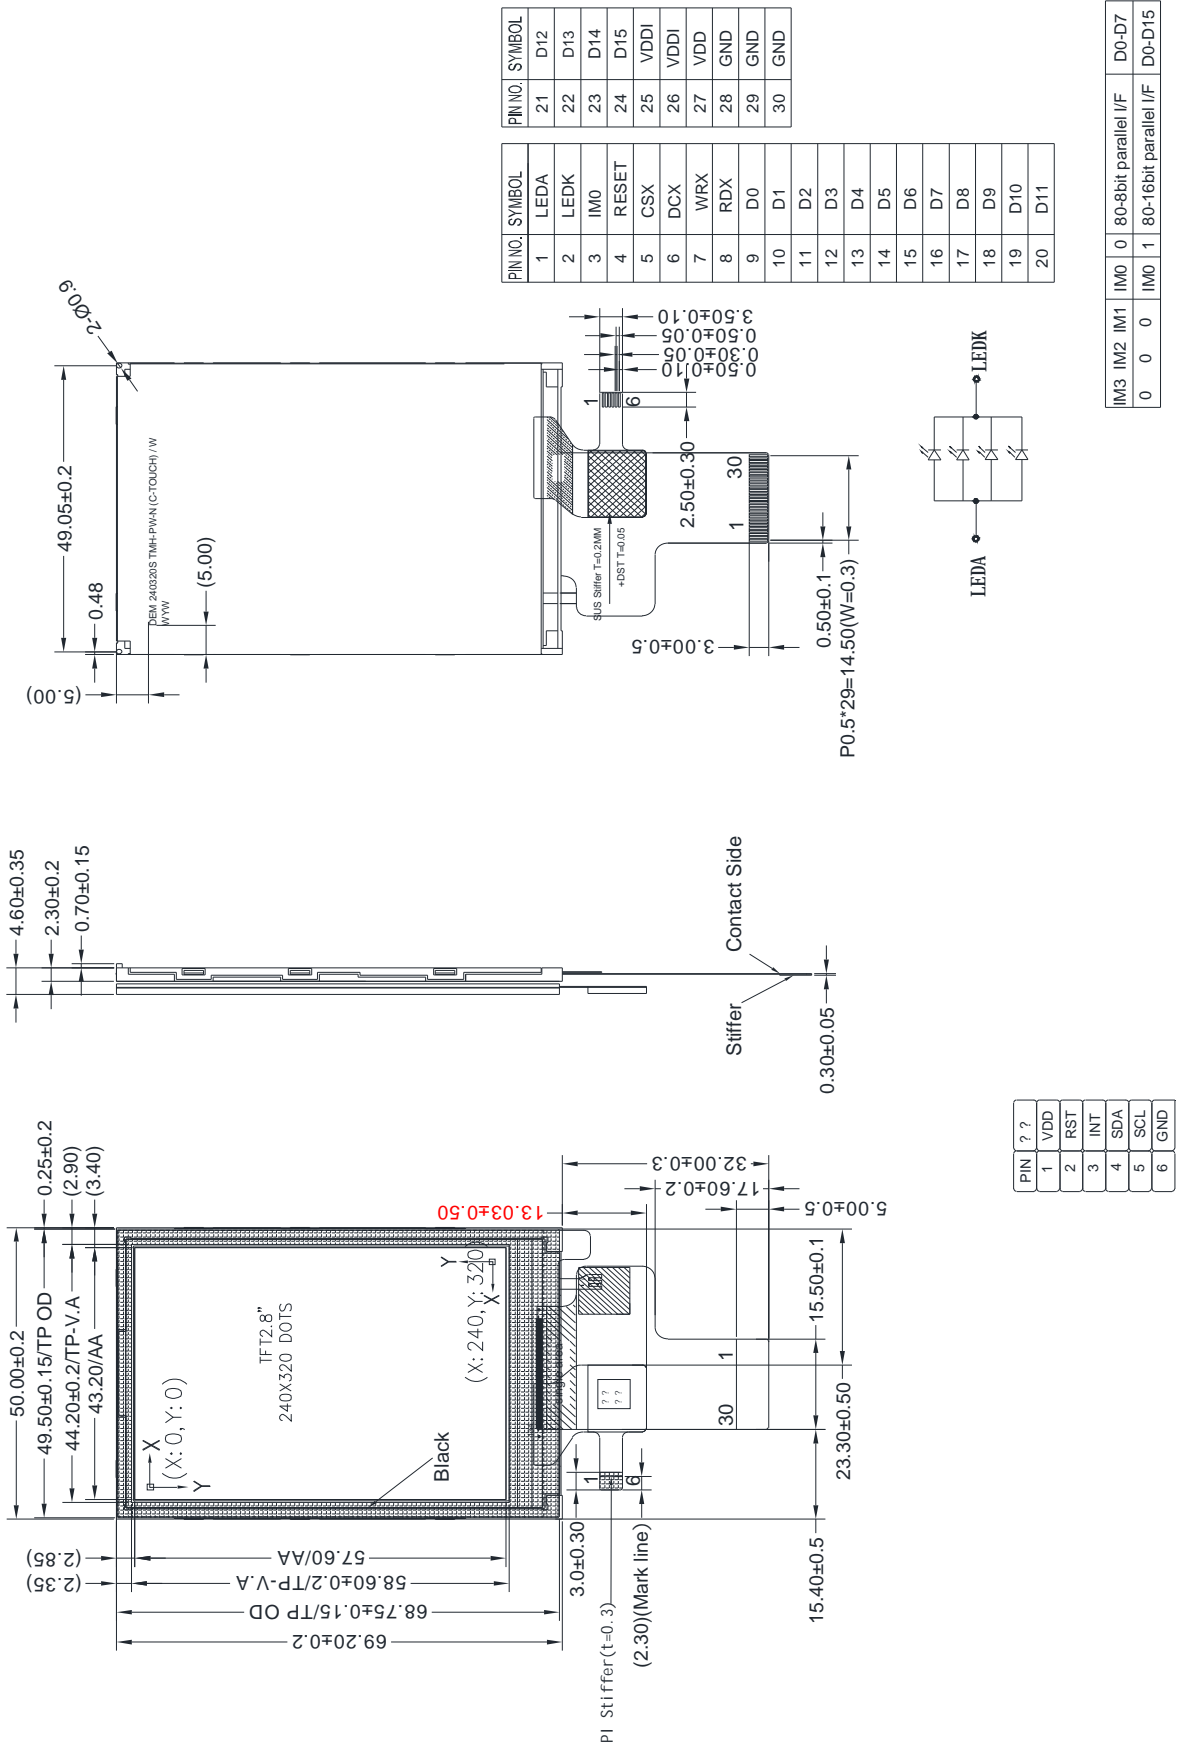 PIN NO. SYMBOL
21 D12
22 D13
23 D14
24 D15
25 VDDI
26 VDDI
27 VDD
28 GND
29 GND
30 GND
PIN NO. SYMBOL
1 LEDA
2 LEDK
3 IM0
4 RESET
5 CSX
6 DCX
7 WRX
8 RDX
9 D0
10 D1
11 D2
12 D3
13 D4
14 D5
15 D6
16 D7
17 D8
18 D9
19 D10
20 D11
IM3 IM2 IM1 IM0 0 80-8bit parallel I/F D0-D7
0 0 0 IM0 1 80-16bit parallel I/F D0-D15
2-Ø0.9
49.05±0.2
0.48
(5.00)
(5.00)
DEM 240320S TMH-PW-N (C-TOUCH) / W
WYW
3.50±0.10
0.50±0.05
0.30±0.05
0.50±0.10
1
6
2.50±0.30
SUS Stiffer T=0.2MM
+DST T=0.05
1
30
3.00±0.5
0.50±0.1
P0.5*29=14.50(W=0.3)
LEDA
LEDK
4.60±0.35
2.30±0.2
0.70±0.15
Stiffer
Contact Side
0.30±0.05
50.00±0.2
49.50±0.15/TP OD
0.25±0.2
44.20±0.2/TP-V.A
(2.90)
43.20/AA
(3.40)
(2.85)
(2.35)
57.60/AA
58.60±0.2/TP-V.A
68.75±0.15/TP OD
69.20±0.2
X
(X:0,Y:0)
Y
TFT2.8"
240X320 DOTS
Y
(X:240,Y:320)
X
Black
13.03±0.50
32.00±0.3
17.60±0.2
5.00±0.5
? ?
? ?
1
6
3.0±0.30
PI Stiffer(t=0.3)
(2.30)(Mark line)
30
1
15.50±0.1
23.30±0.50
15.40±0.5
PIN ? ?
1 VDD
2 RST
3 INT
4 SDA
5 SCL
6 GND